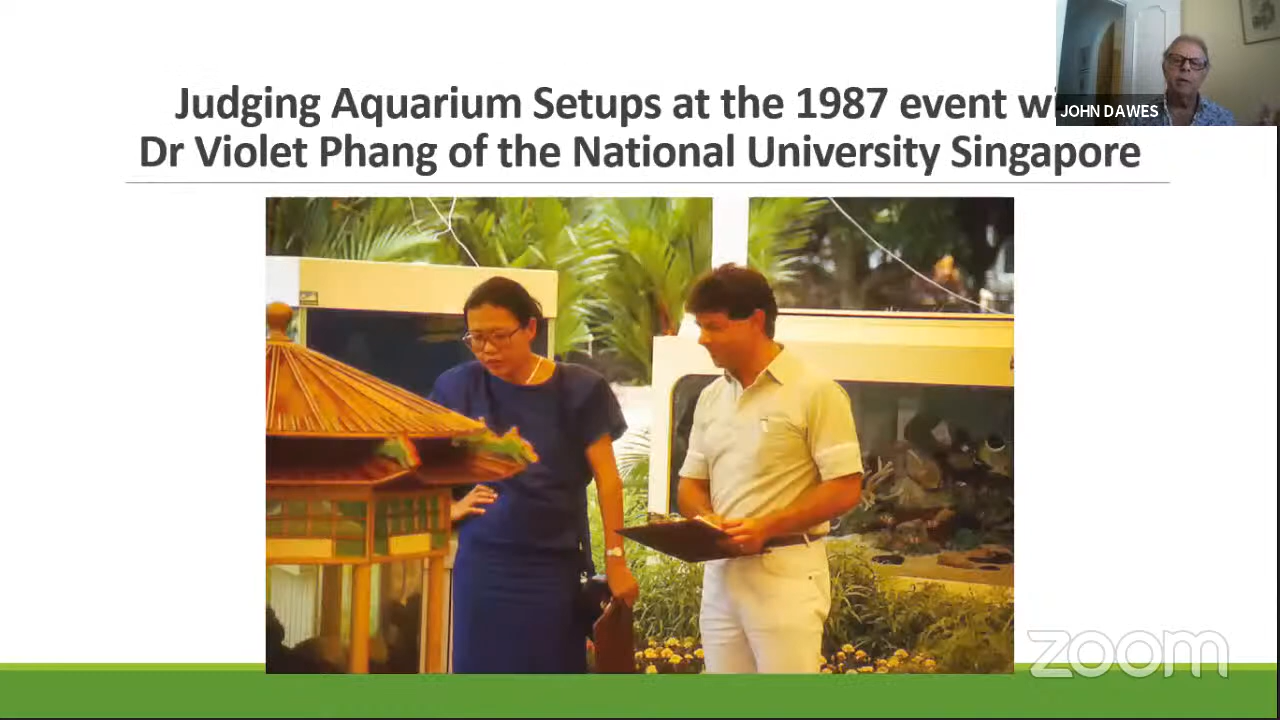 Judging Aquarium Setups at the 1987 event
Dr Violet Phang of the National University Singapore
JOHN DAWES
zoom